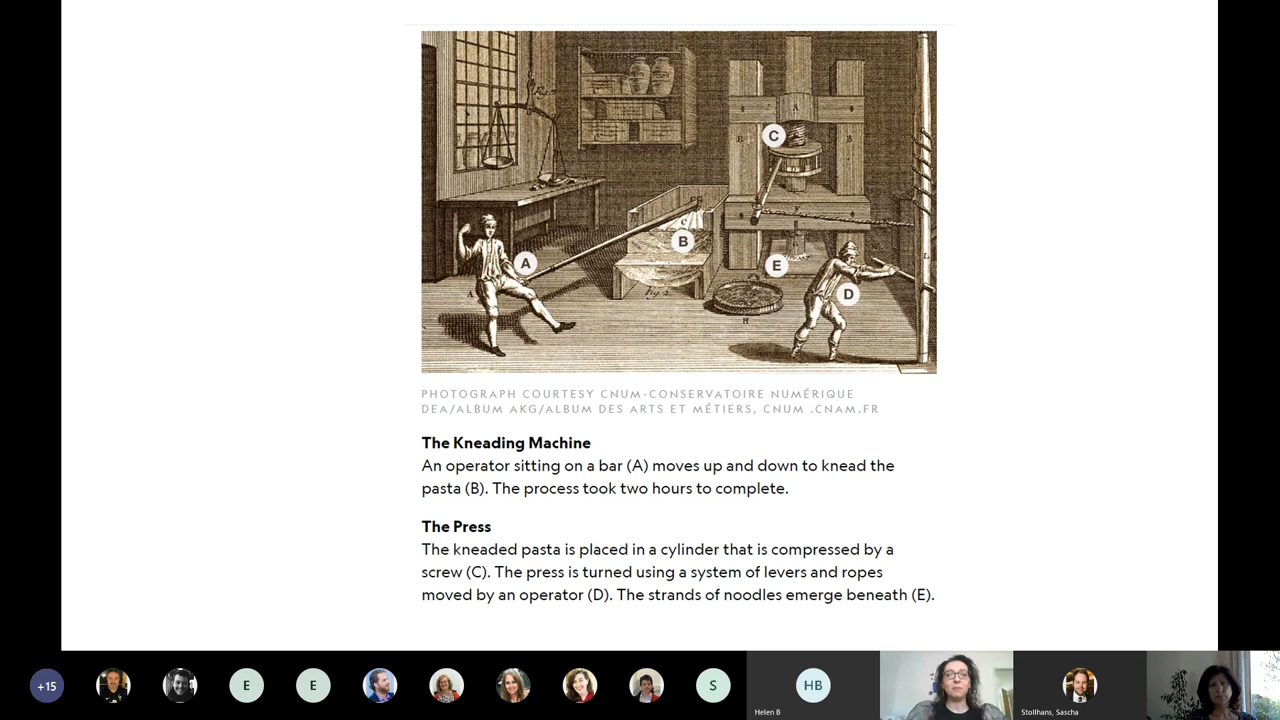 C
A
B
E
D
PHOTOGRAPH COURTESY CNUM-CONSERVATOIRE NUMÉRIQUE
DEA/ALBUM AKG/ALBUM DES ARTS ET MÉTIERS, CNUM .CNAM.FR
The Kneading Machine
An operator sitting on a bar (A) moves up and down to knead the
pasta (B). The process took two hours to complete.
The Press
The kneaded pasta is placed in a cylinder that is compressed by a
screw (C). The press is turned using a system of levers and ropes
moved by an operator (D). The strands of noodles emerge beneath (E).
+15
E
E
S
HB
Helen B
Stollhans, Sascha